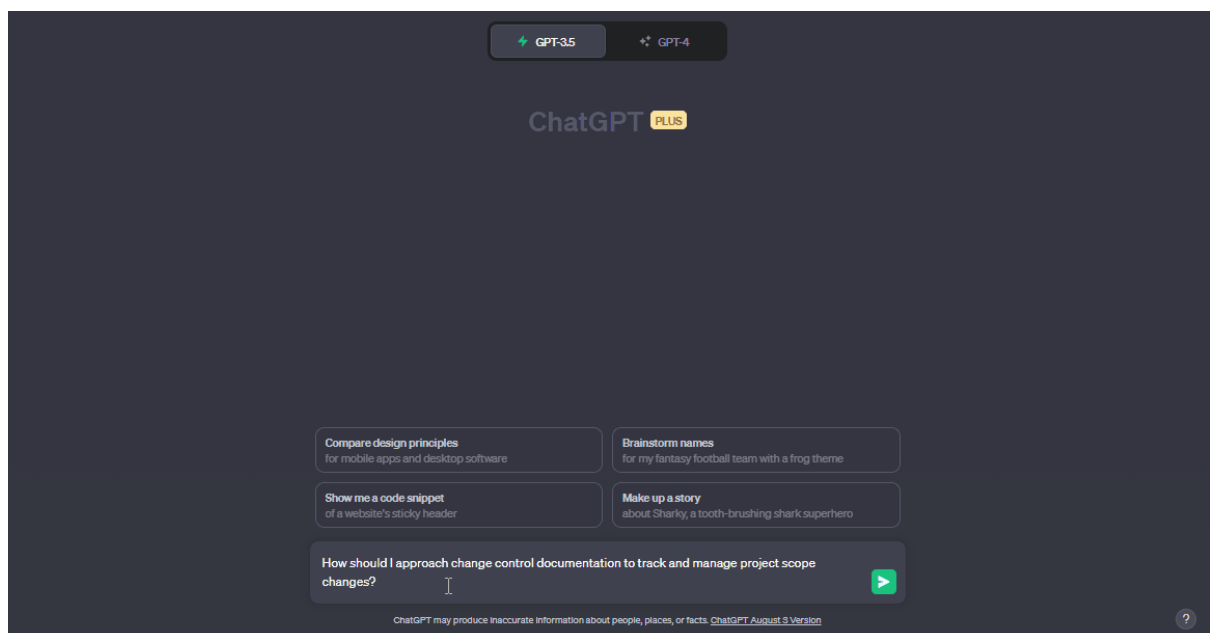 GPT-3.5
GPT-4
ChatGPT PLUS
Compare design principles
for mobile apps and desktop software
Brainstorm names
for my fantasy football team with a frog theme
Show me a code snippet
of a website's sticky header
Make up a story
about Sharky, a tooth-brushing shark superhero
How should I approach change control documentation to track and manage project scope
changes?
ChatGPT may produce inaccurate information about people, places, or facts. ChatGPT August 3 Version
?